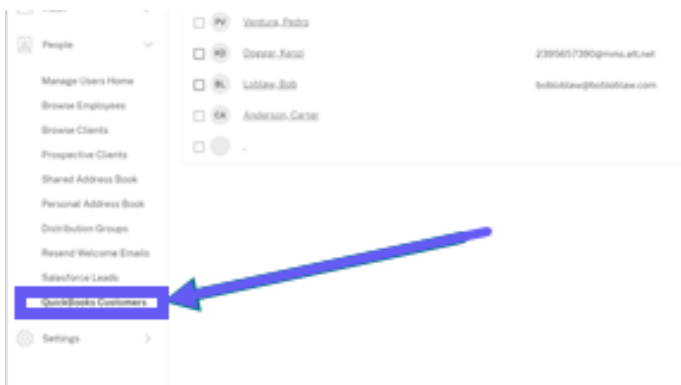 PV Ventura, Pedro
People
KD Dogger, Kenzi 2395657390@mms.att.net
Manage Users Home
BL Loblaw, Bob bobloblaw@bobloblaw.com
Browse Employees
CA Anderson, Carter
Browse Clients
Prospective Clients
Shared Address Book
Personal Address Book
Distribution Groups
Resend Welcome Emails
Salesforce Leads
QuickBooks Customers
Settings